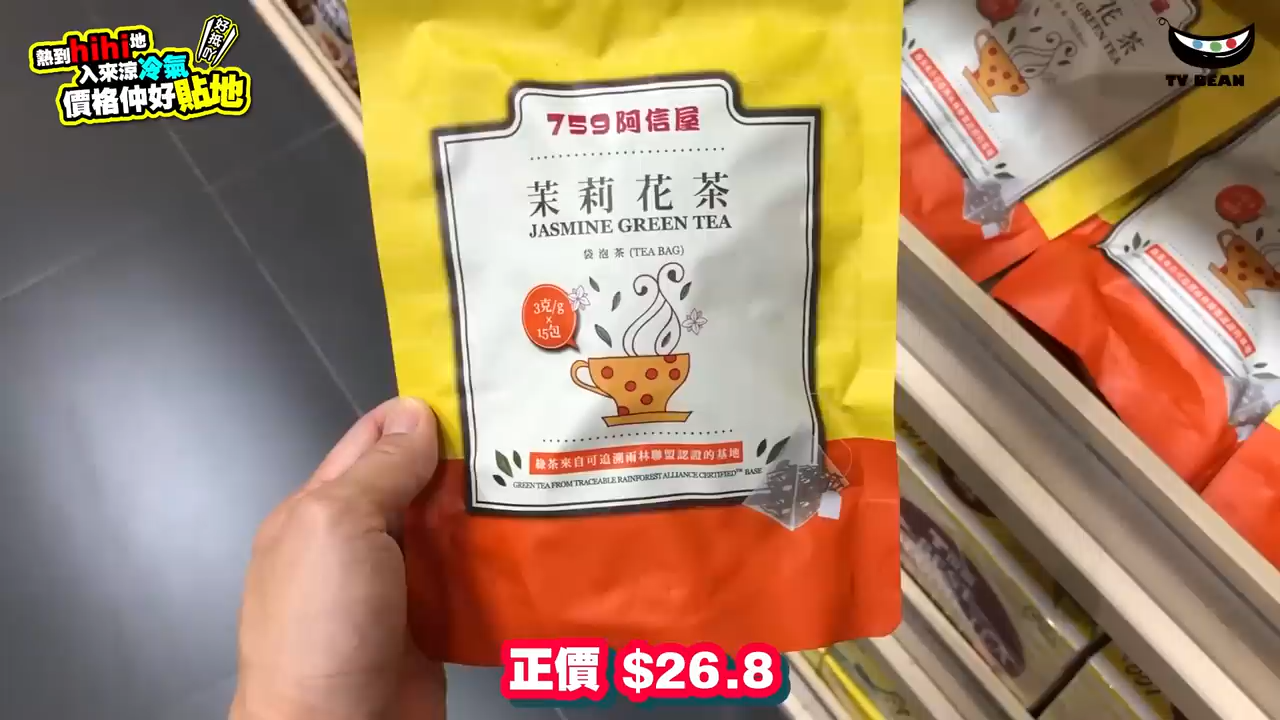 熱到hihi地
入來涼冷氣
價格仲好貼地
好抵吖
TV BEAN
759阿信屋
茉莉花茶
JASMINE GREEN TEA
袋泡茶 (TEA BAG)
3克/g
×
15包
綠茶來自可追溯雨林聯盟認證的基地
GREEN TEA FROM TRACEABLE RAINFOREST ALLIANCE CERTIFIED™ BASE
花茶
GREEN TEA
正價 $26.8